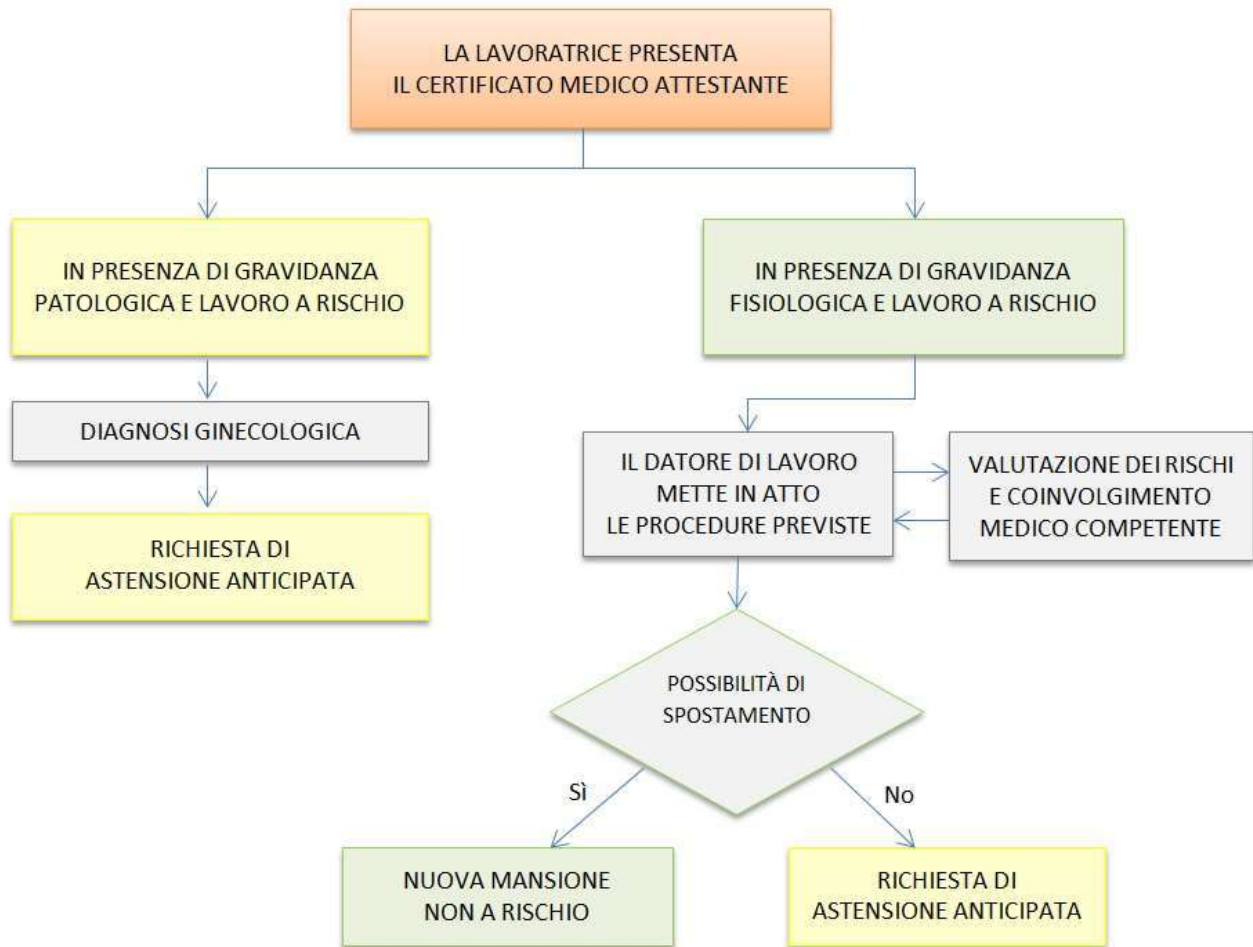 LA LAVORATRICE PRESENTA
IL CERTIFICATO MEDICO ATTESTANTE
IN PRESENZA DI GRAVIDANZA
PATOLOGICA E LAVORO A RISCHIO
IN PRESENZA DI GRAVIDANZA
FISIOLOGICA E LAVORO A RISCHIO
DIAGNOSI GINECOLOGICA
RICHIESTA DI
ASTENSIONE ANTICIPATA
IL DATORE DI LAVORO
METTE IN ATTO
LE PROCEDURE PREVISTE
VALUTAZIONE DEI RISCHI
E COINVOLGIMENTO
MEDICO COMPETENTE
POSSIBILITÀ DI
SPOSTAMENTO
Sì
No
NUOVA MANSIONE
NON A RISCHIO
RICHIESTA DI
ASTENSIONE ANTICIPATA